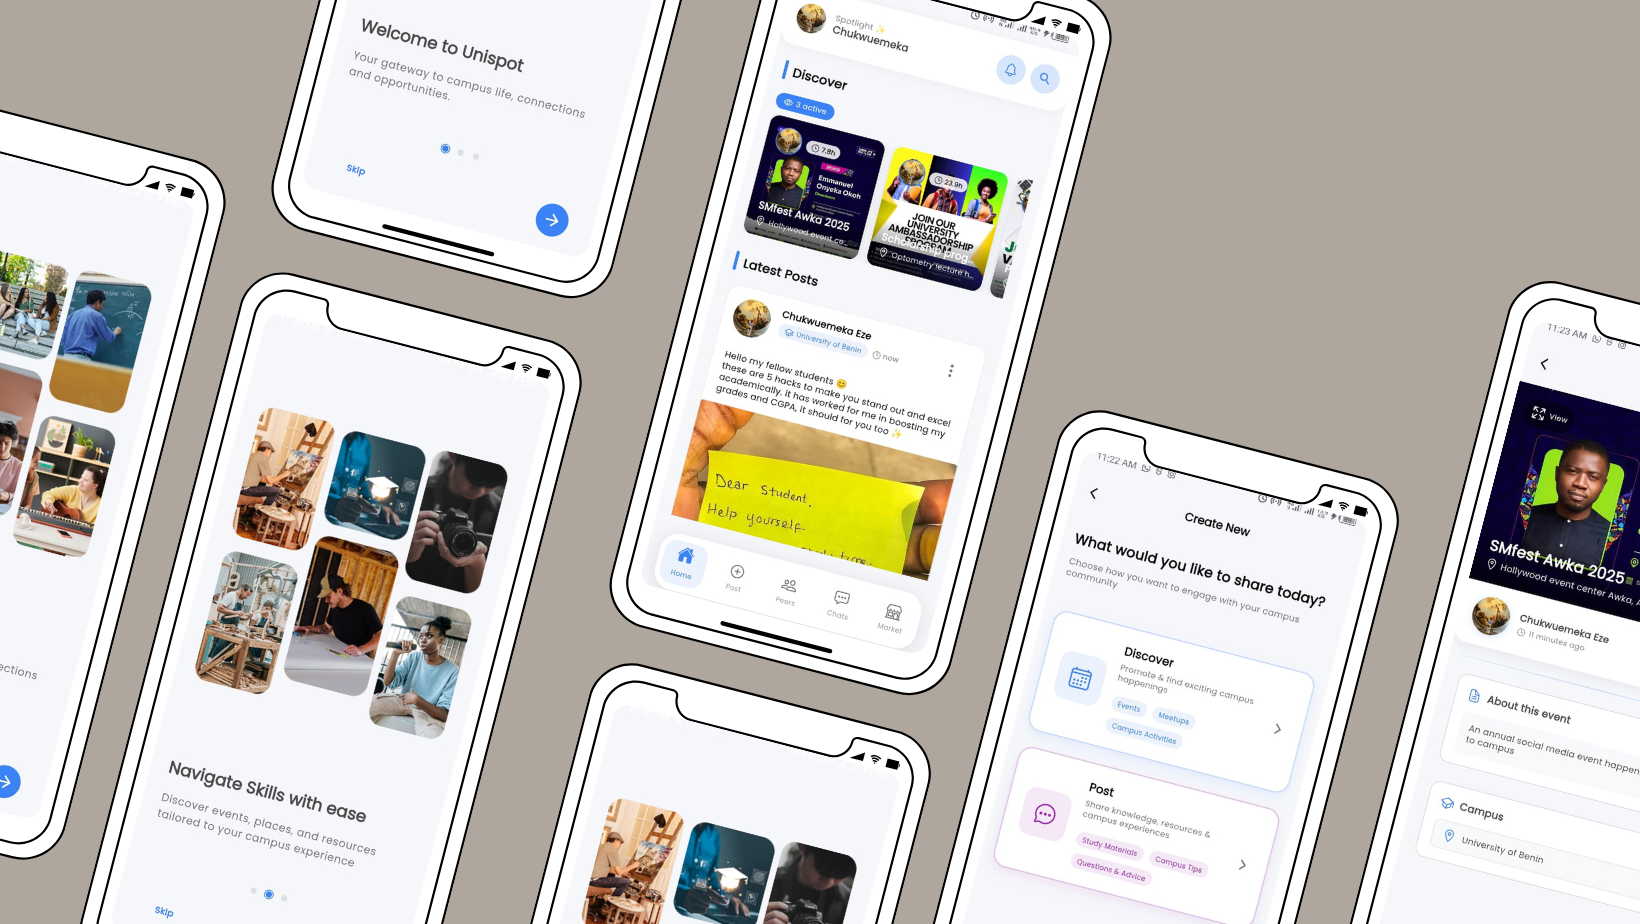 Welcome to Unispot
Your gateway to campus life, connections
and opportunities.
Skip
ections
Navigate Skills with ease
Discover events, places, and resources
tailored to your campus experience
Skip
Spotlight ✨
Chukwuemeka
Discover
3 active
7.8h
Emmanuel
Onyeka Okoh
SMfest Awka 2025
Hollywood event ce...
23.9h
JOIN OUR
UNIVERSITY
AMBASSADORSHIP
PROGRAM
Scholarship prog...
Optometry lecture h...
Latest Posts
Chukwuemeka Eze
University of Benin
now
Hello my fellow students 😊
these are 5 hacks to make you stand out and excel
academically. it has worked for me in boosting my
grades and CGPA, it should for you too ✨
Dear Student,
Help yourself.
Home
Post
Peers
Chats
Market
11:22 AM
Create New
What would you like to share today?
Choose how you want to engage with your campus
community
Discover
Promote & find exciting campus
happenings
Events
Meetups
Campus Activities
Post
Share knowledge, resources &
campus experiences
Study Materials
Campus Tips
Questions & Advice
11:23 AM
View
SMfest Awka 2025
Hollywood event center Awka, A
Chukwuemeka Eze
11 minutes ago
About this event
An annual social media event happen
to campus
Campus
University of Benin